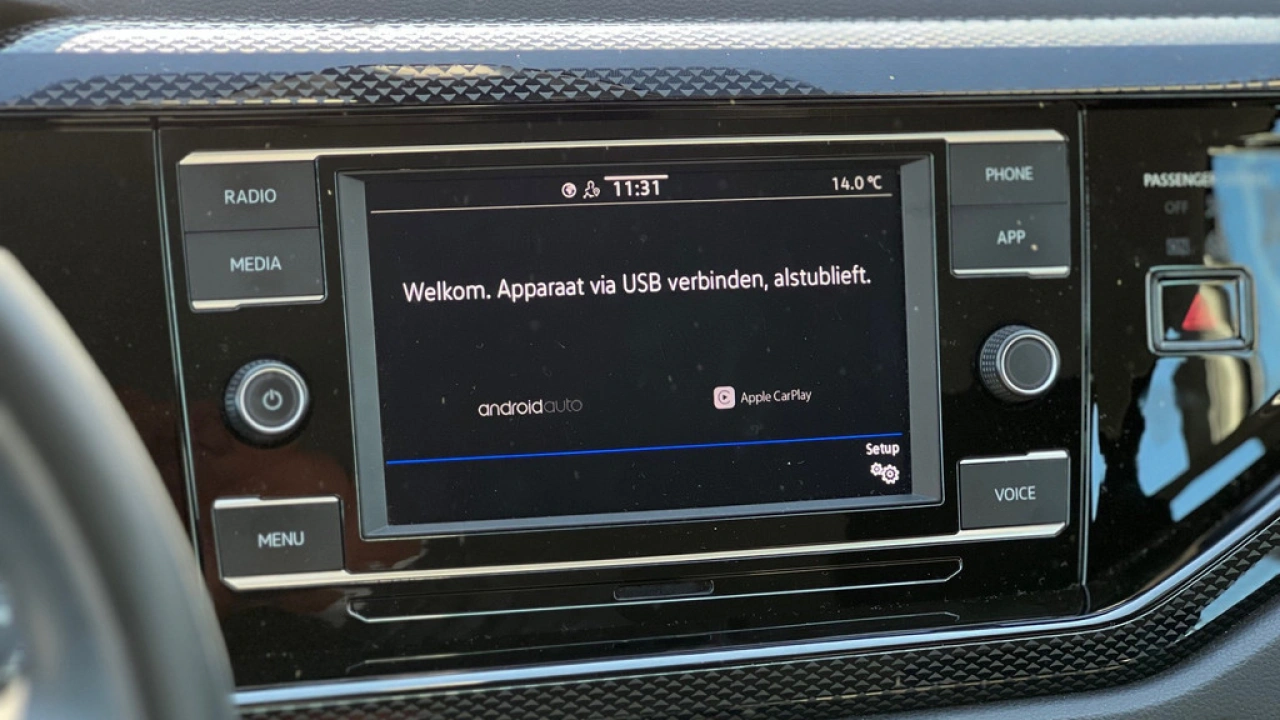 RADIO
MEDIA
MENU
11:31
14.0°C
Welkom. Apparaat via USB verbinden, alstublieft.
androidauto
Apple CarPlay
Setup
PHONE
APP
VOICE
PASSENGER
OFF